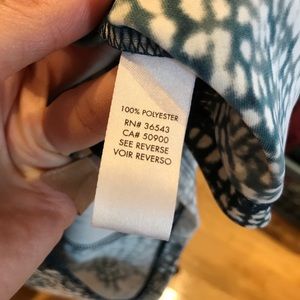 100% POLYESTER
RN# 36543
CA# 50900
SEE REVERSE
VOIR REVERSO